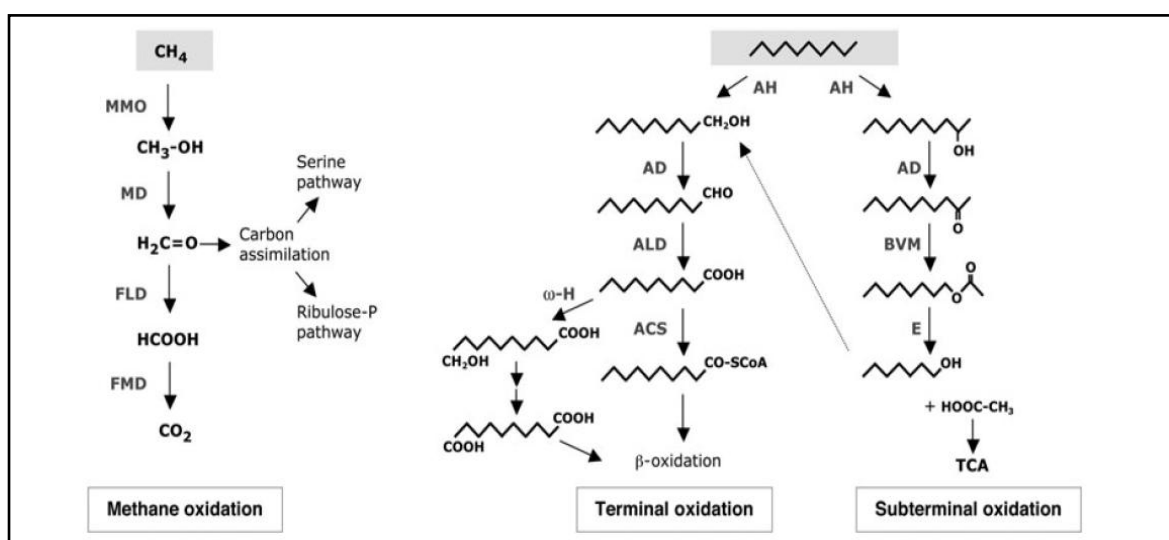 CH4
MMO
CH3-OH
MD
H2C=O
Carbon
assimilation
Serine
pathway
Ribulose-P
pathway
FLD
HCOOH
FMD
CO2
Methane oxidation
AH
AH
CH2OH
AD
CHO
ALD
COOH
ω-H
COOH
CH2OH
ACS
CO-SCoA
COOH
COOH
β-oxidation
Terminal oxidation
OH
AD
O
BVM
O
O
E
OH
+ HOOC-CH3
TCA
Subterminal oxidation